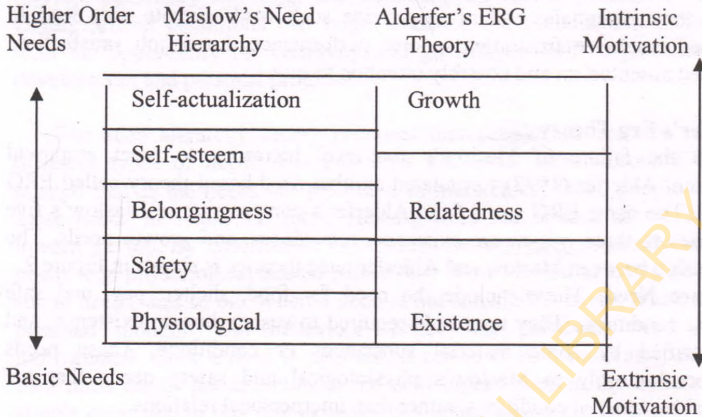 Higher Order Maslow's Need Alderfer's ERG Intrinsic
Needs Hierarchy Theory Motivation
Self-actualization Growth
Self-esteem
Belongingness Relatedness
Safety
Physiological Existence
Basic Needs Extrinsic
Motivation
LIBRARY